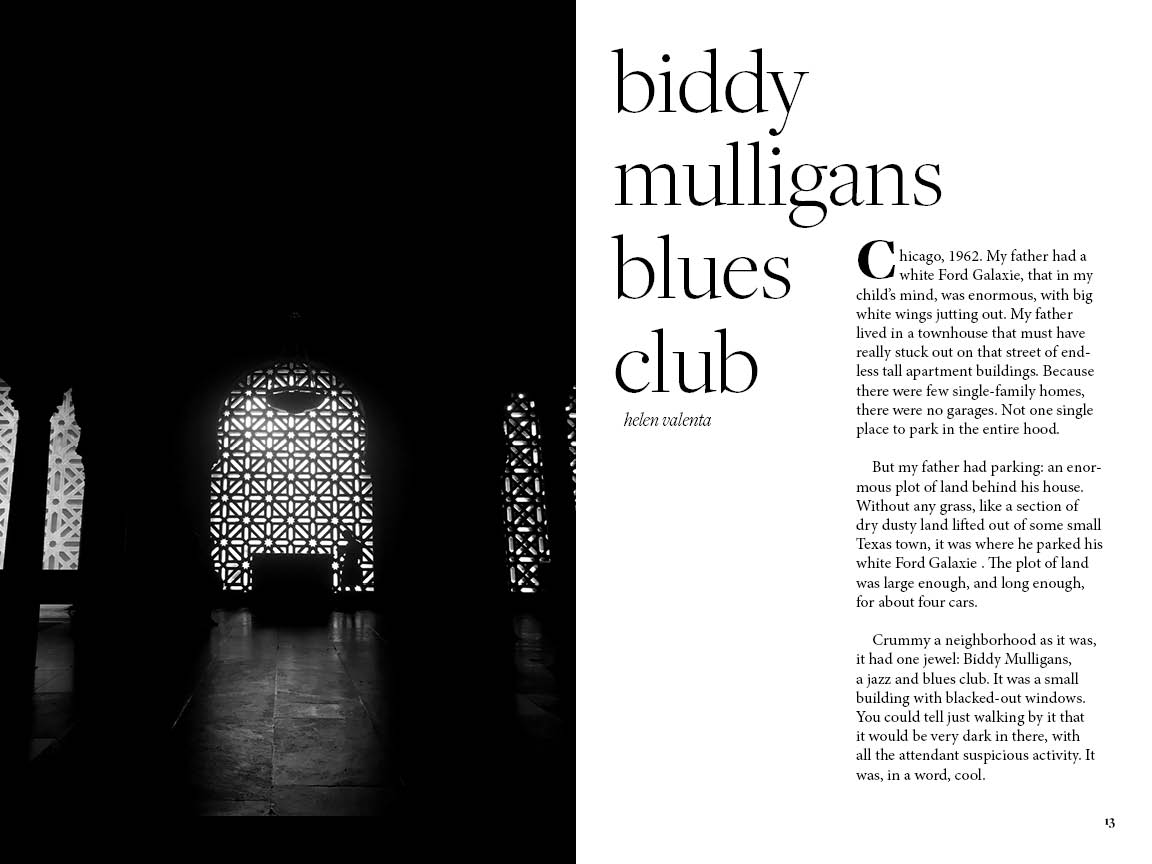 biddy
mulligans
blues
club
helen valenta
Chicago, 1962. My father had a
white Ford Galaxie, that in my
child’s mind, was enormous, with big
white wings jutting out. My father
lived in a townhouse that must have
really stuck out on that street of end-
less tall apartment buildings. Because
there were few single-family homes,
there were no garages. Not one single
place to park in the entire hood.
But my father had parking: an enor-
mous plot of land behind his house.
Without any grass, like a section of
dry dusty land lifted out of some small
Texas town, it was where he parked his
white Ford Galaxie . The plot of land
was large enough, and long enough,
for about four cars.
Crummy a neighborhood as it was,
it had one jewel: Biddy Mulligans,
a jazz and blues club. It was a small
building with blacked-out windows.
You could tell just walking by it that
it would be very dark in there, with
all the attendant suspicious activity. It
was, in a word, cool.
13